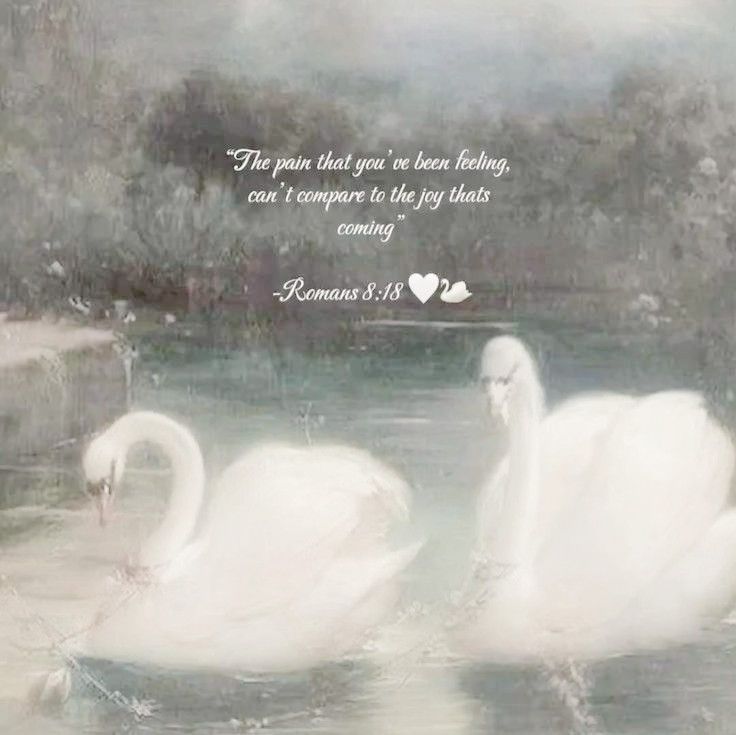 “The pain that you've been feeling,
can't compare to the joy thats
coming”
-Romans 8:18 🤍🦢